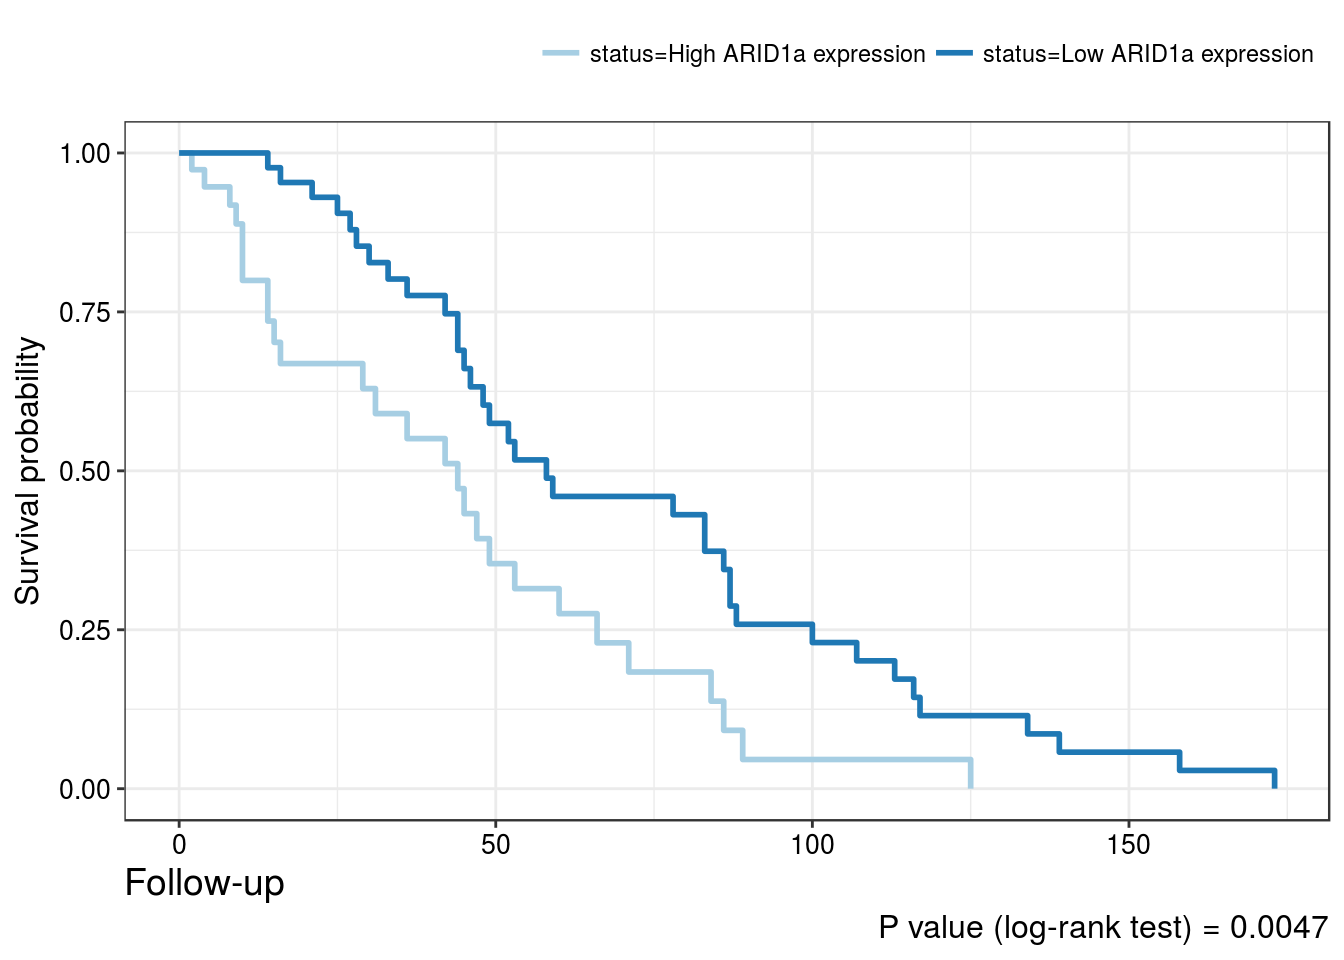 status=High ARID1a expression status=Low ARID1a expression
1.00
0.75
0.50
0.25
0.00
Survival probability
0 50 100 150
Follow-up
P value (log-rank test) = 0.0047